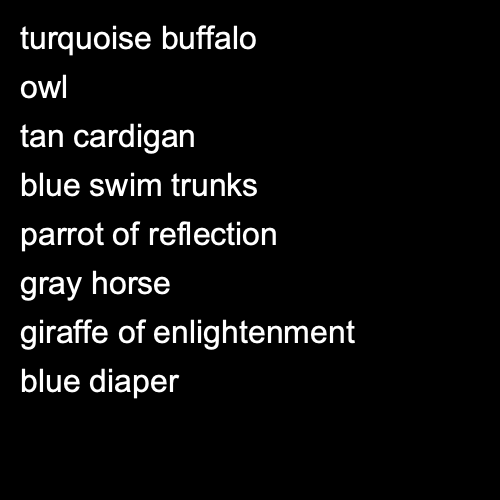 turquoise buffalo
owl
tan cardigan
blue swim trunks
parrot of reflection
gray horse
giraffe of enlightenment
blue diaper